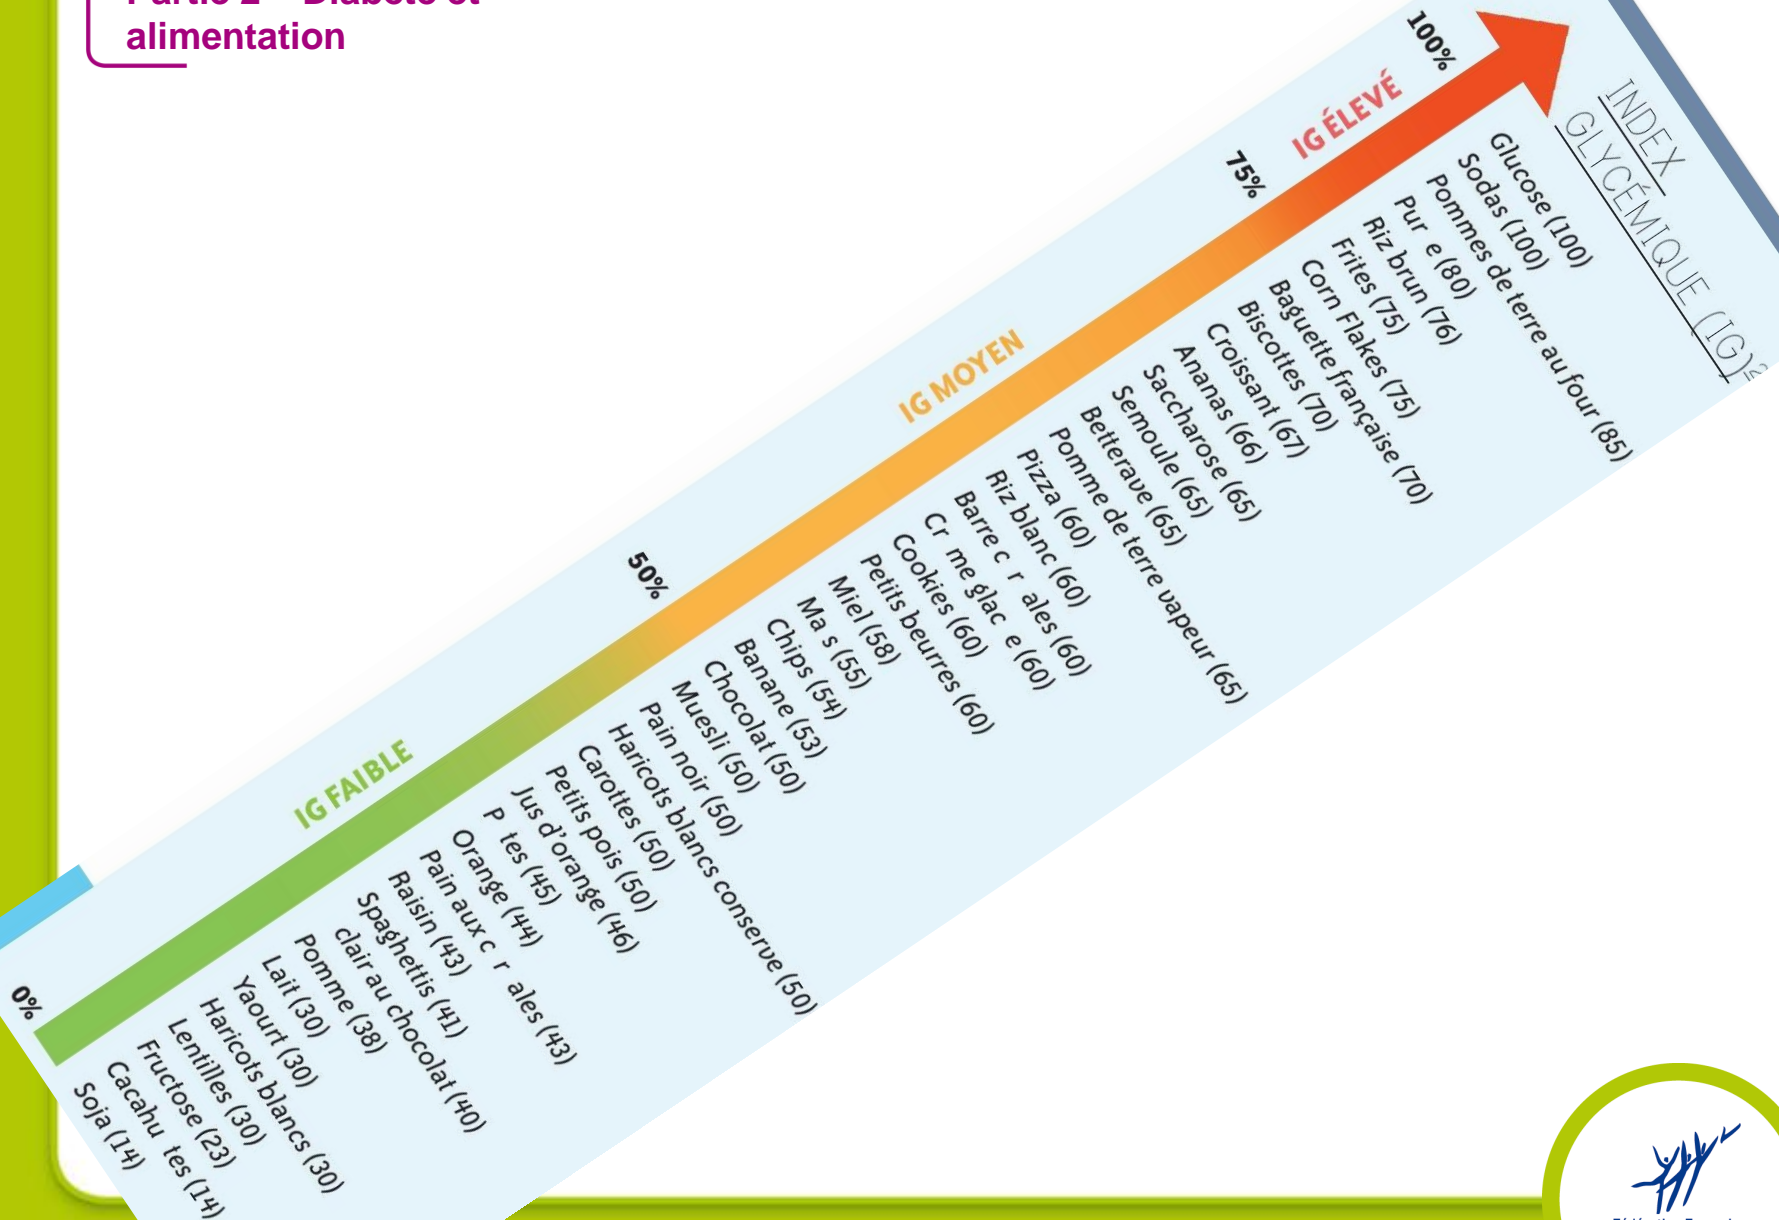 alimentation
INDEX
GLYCÉMIQUE (IG)²
0%
IG FAIBLE
50%
IG MOYEN
75%
IG ÉLEVÉ
100%
Soja (14)
Cacahu tes (14)
Fructose (23)
Lentilles (30)
Haricots blancs (30)
Yaourt (30)
Lait (30)
Pomme (38)
clair au chocolat (40)
Spaghettis (41)
Raisin (43)
Pain aux c r ales (43)
Orange (44)
P tes (45)
Jus d'orange (46)
Petits pois (50)
Carottes (50)
Haricots blancs conserve (50)
Pain noir (50)
Muesli (50)
Chocolat (50)
Banane (53)
Chips (54)
Ma s (55)
Miel (58)
Petits beurres (60)
Cookies (60)
Cr me glac e (60)
Barre c r ales (60)
Riz blanc (60)
Pizza (60)
Pomme de terre vapeur (65)
Betterave (65)
Semoule (65)
Saccharose (65)
Ananas (66)
Croissant (67)
Biscottes (70)
Baguette française (70)
Corn Flakes (75)
Frites (75)
Riz brun (76)
Pur e (80)
Pommes de terre au four (85)
Sodas (100)
Glucose (100)